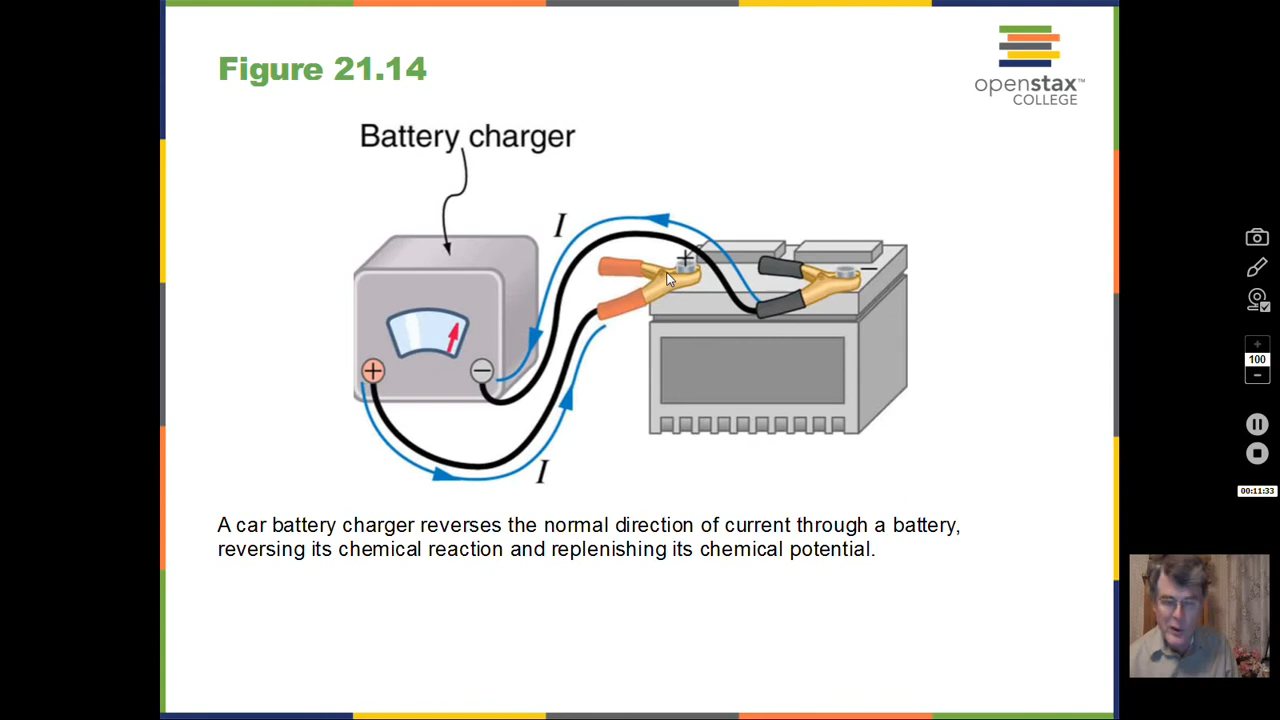 Figure 21.14
openstax™
COLLEGE
Battery charger
I
+
−
+
−
I
A car battery charger reverses the normal direction of current through a battery,
reversing its chemical reaction and replenishing its chemical potential.
+
100
−
00:11:33